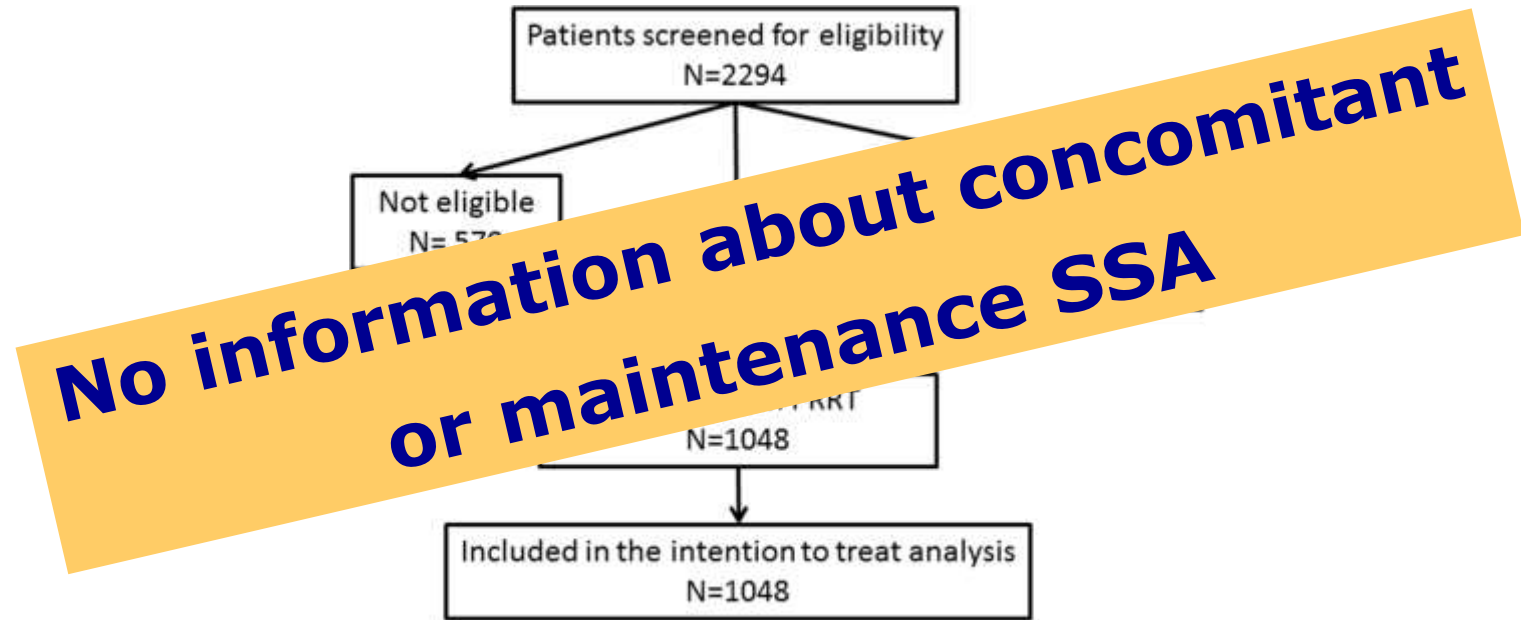 Patients screened for eligibility
N=2294
Not eligible
No information about concomitant
or maintenance SSA
N=1048
Included in the intention to treat analysis
N=1048